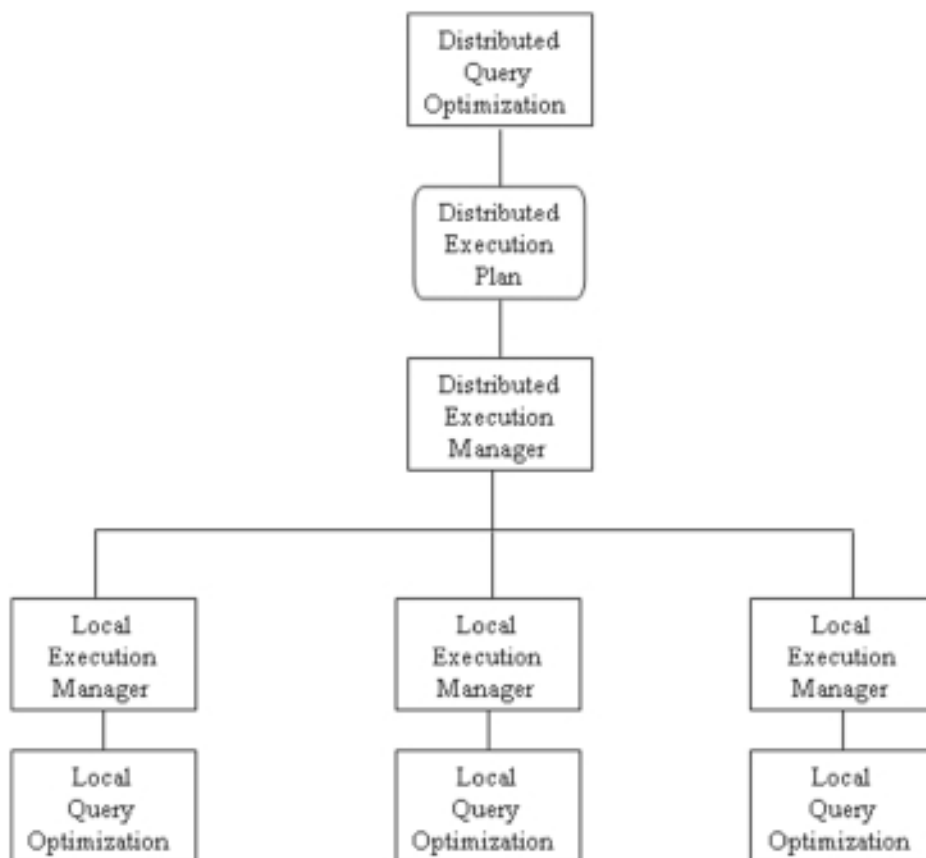 Distributed
Query
Optimization
Distributed
Execution
Plan
Distributed
Execution
Manager
Local
Execution
Manager
Local
Execution
Manager
Local
Execution
Manager
Local
Query
Optimization
Local
Query
Optimization
Local
Query
Optimization